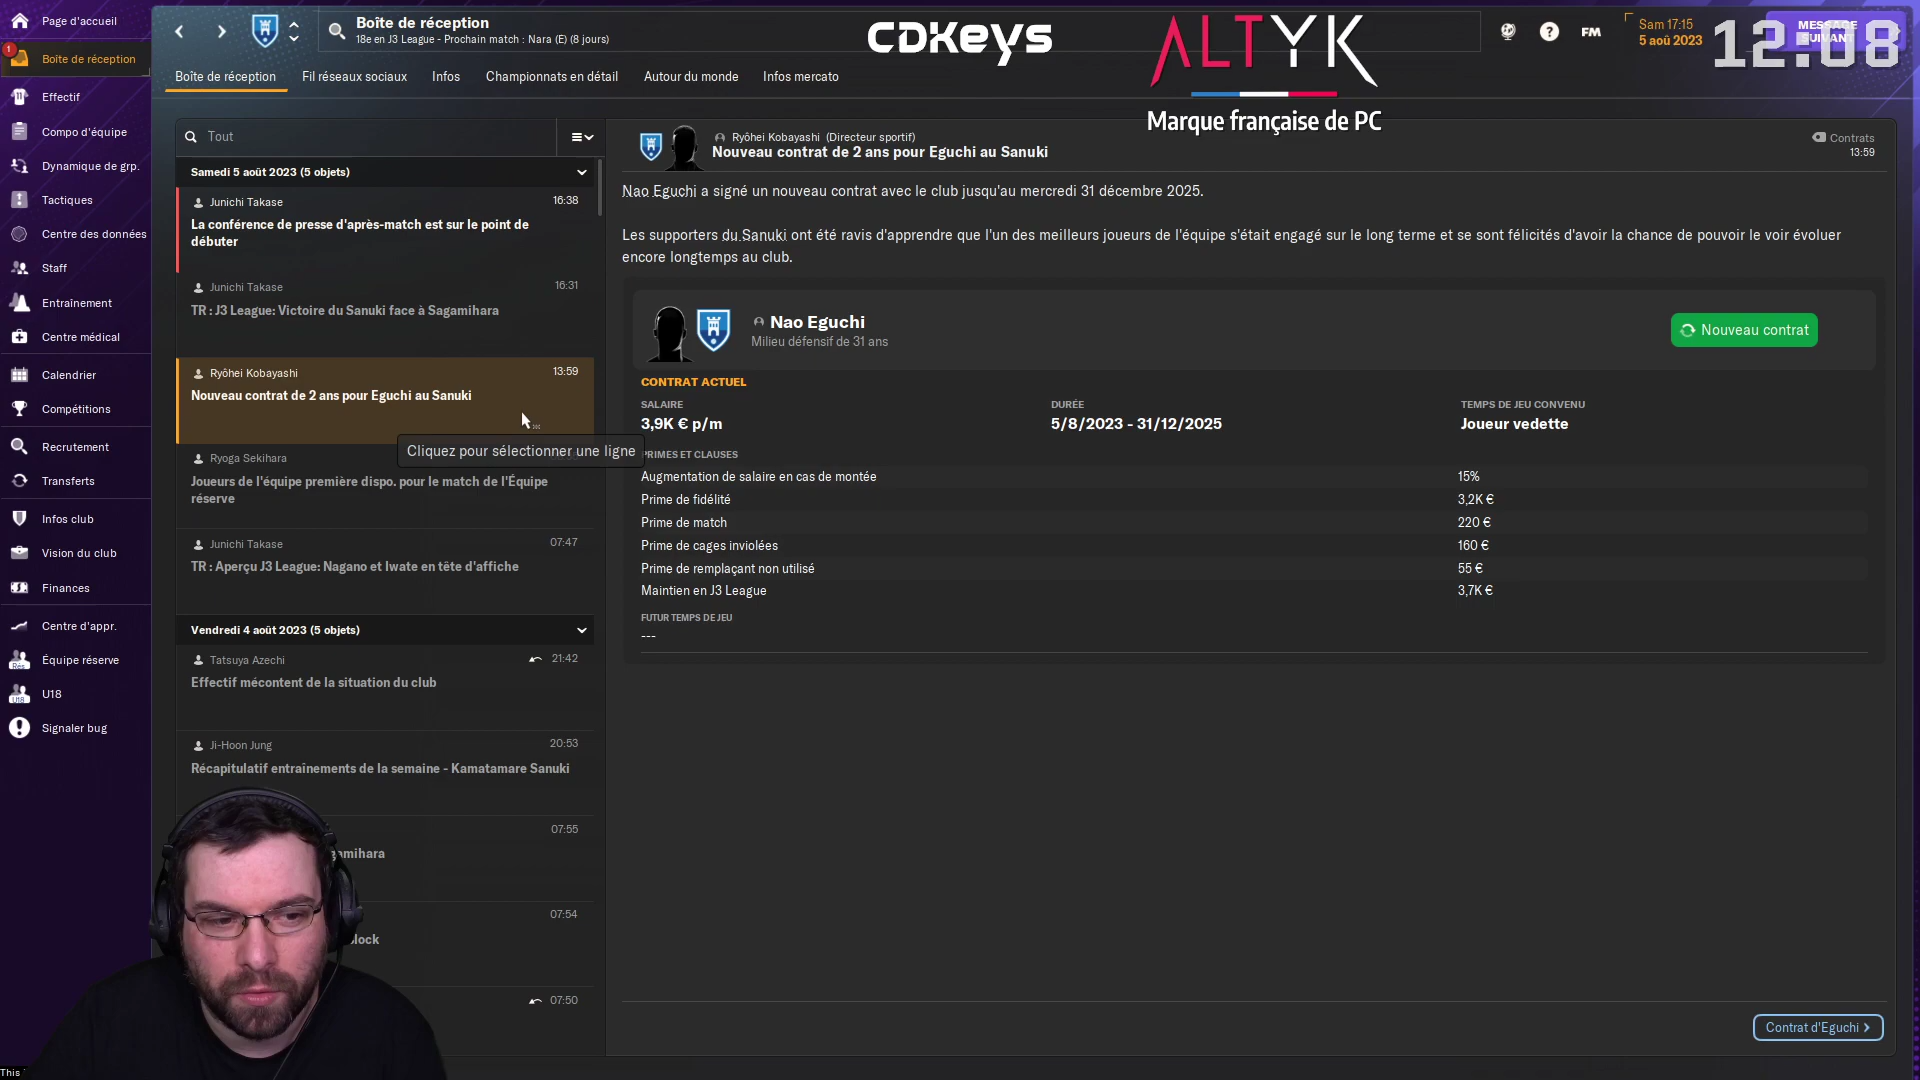 Page d'accueil
1
Boîte de réception
Effectif
Compo d'équipe
Dynamique de grp.
Tactiques
Centre des données
Staff
Entraînement
Centre médical
Calendrier
Compétitions
Recrutement
Transferts
Infos club
Vision du club
Finances
Centre d'appr.
Équipe réserve
U18
Signaler bug
This
Boîte de réception
18e en J3 League - Prochain match : Nara (E) (8 jours)
CDKeys
ALTYK
Marque française de PC
FM
Sam 17:15
5 aoû 2023
MESSAGE
SUIVANT
12:08
Boîte de réception
Fil réseaux sociaux
Infos
Championnats en détail
Autour du monde
Infos mercato
Tout
Samedi 5 août 2023 (5 objets)
Junichi Takase
16:38
La conférence de presse d'après-match est sur le point de
débuter
Junichi Takase
16:31
TR : J3 League: Victoire du Sanuki face à Sagamihara
Ryôhei Kobayashi
13:59
Nouveau contrat de 2 ans pour Eguchi au Sanuki
Cliquez pour sélectionner une ligne
Ryoga Sekihara
Joueurs de l'équipe première dispo. pour le match de l'Équipe
réserve
Junichi Takase
07:47
TR : Aperçu J3 League: Nagano et Iwate en tête d'affiche
Vendredi 4 août 2023 (5 objets)
Tatsuya Azechi
21:42
Effectif mécontent de la situation du club
Ji-Hoon Jung
20:53
Récapitulatif entraînements de la semaine - Kamatamare Sanuki
07:55
gamihara
07:54
lock
07:50
Ryôhei Kobayashi (Directeur sportif)
Nouveau contrat de 2 ans pour Eguchi au Sanuki
Contrats
13:59
Nao Eguchi a signé un nouveau contrat avec le club jusqu'au mercredi 31 décembre 2025.
Les supporters du Sanuki ont été ravis d'apprendre que l'un des meilleurs joueurs de l'équipe s'était engagé sur le long terme et se sont félicités d'avoir la chance de pouvoir le voir évoluer
encore longtemps au club.
Nao Eguchi
Milieu défensif de 31 ans
Nouveau contrat
CONTRAT ACTUEL
SALAIRE
3,9K € p/m
DURÉE
5/8/2023 - 31/12/2025
TEMPS DE JEU CONVENU
Joueur vedette
PRIMES ET CLAUSES
Augmentation de salaire en cas de montée 15%
Prime de fidélité 3,2K €
Prime de match 220 €
Prime de cages inviolées 160 €
Prime de remplaçant non utilisé 55 €
Maintien en J3 League 3,7K €
FUTUR TEMPS DE JEU
---
Contrat d'Eguchi